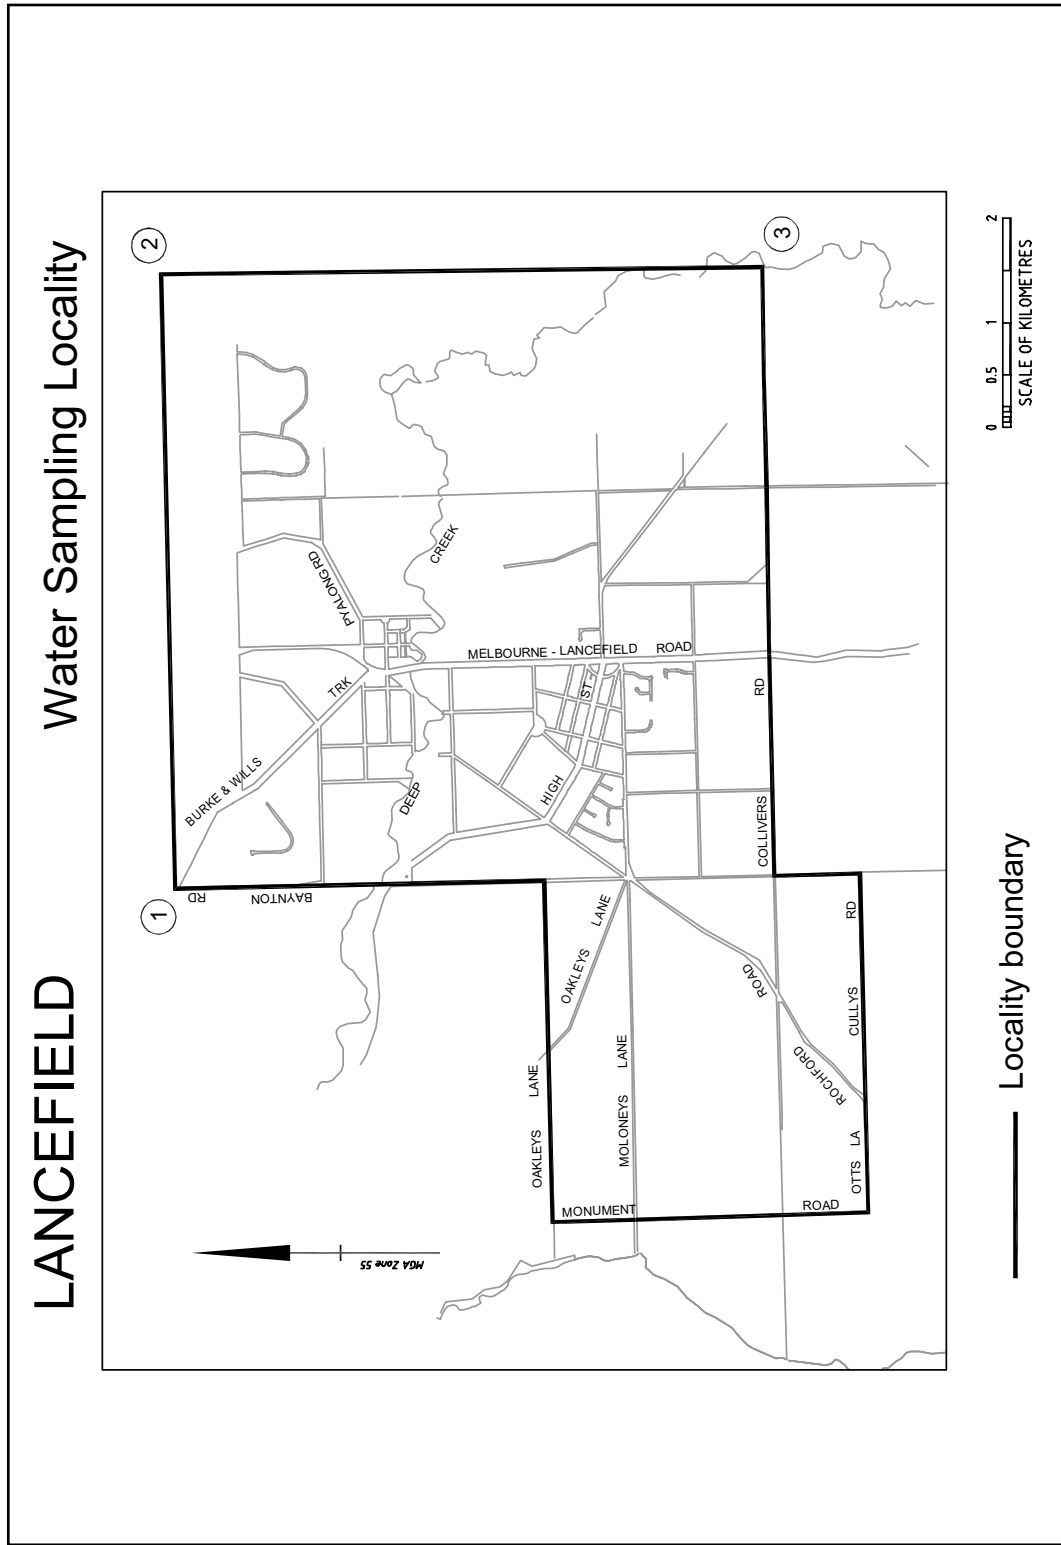 LANCEFIELD
Water Sampling Locality
1
2
3
RD
BAYNTON
BURKE & WILLS
TRK
PYALONG RD
DEEP
CREEK
MELBOURNE - LANCEFIELD ROAD
HIGH
ST
OAKLEYS LANE
OAKLEYS LANE
MOLONEYS LANE
MONUMENT ROAD
ROCHFORD
ROAD
COLLIVERS RD
OTTS LA
CULLYS RD
MGA Zone 55
Locality boundary
0 0.5 1 2
SCALE OF KILOMETRES